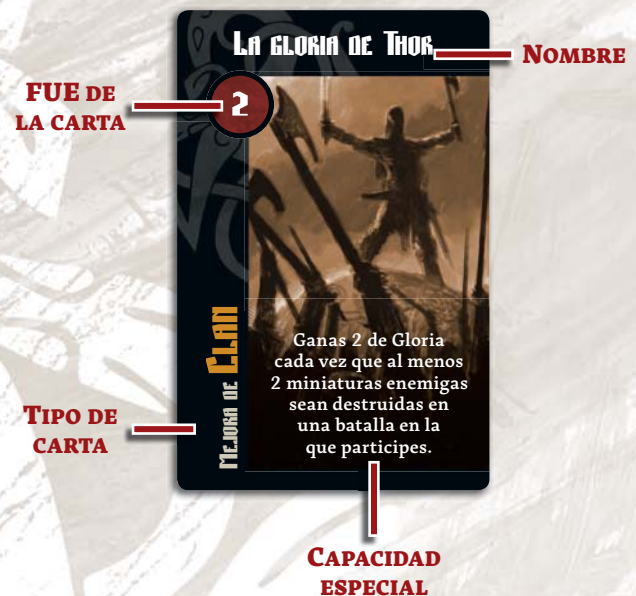 La gloria de Thor
Nombre
FUE de
la carta
2
Ganas 2 de Gloria
cada vez que al menos
2 miniaturas enemigas
sean destruidas en
una batalla en la
que participes.
Mejora de Clan
Tipo de
carta
Capacidad
especial